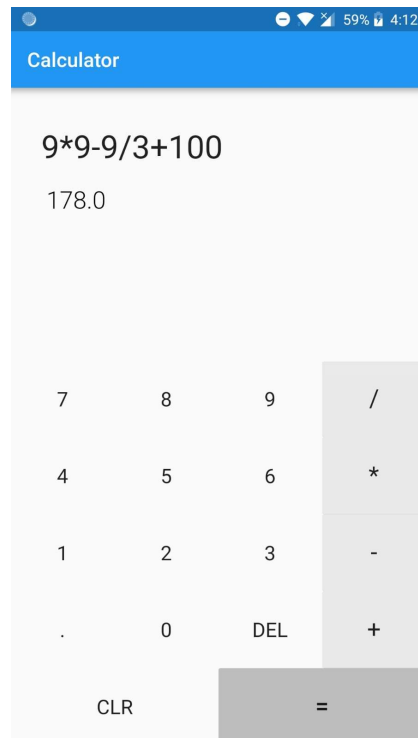 59% 4:12
Calculator
9*9-9/3+100
178.0
7 8 9 /
4 5 6 *
1 2 3 -
. 0 DEL +
CLR =